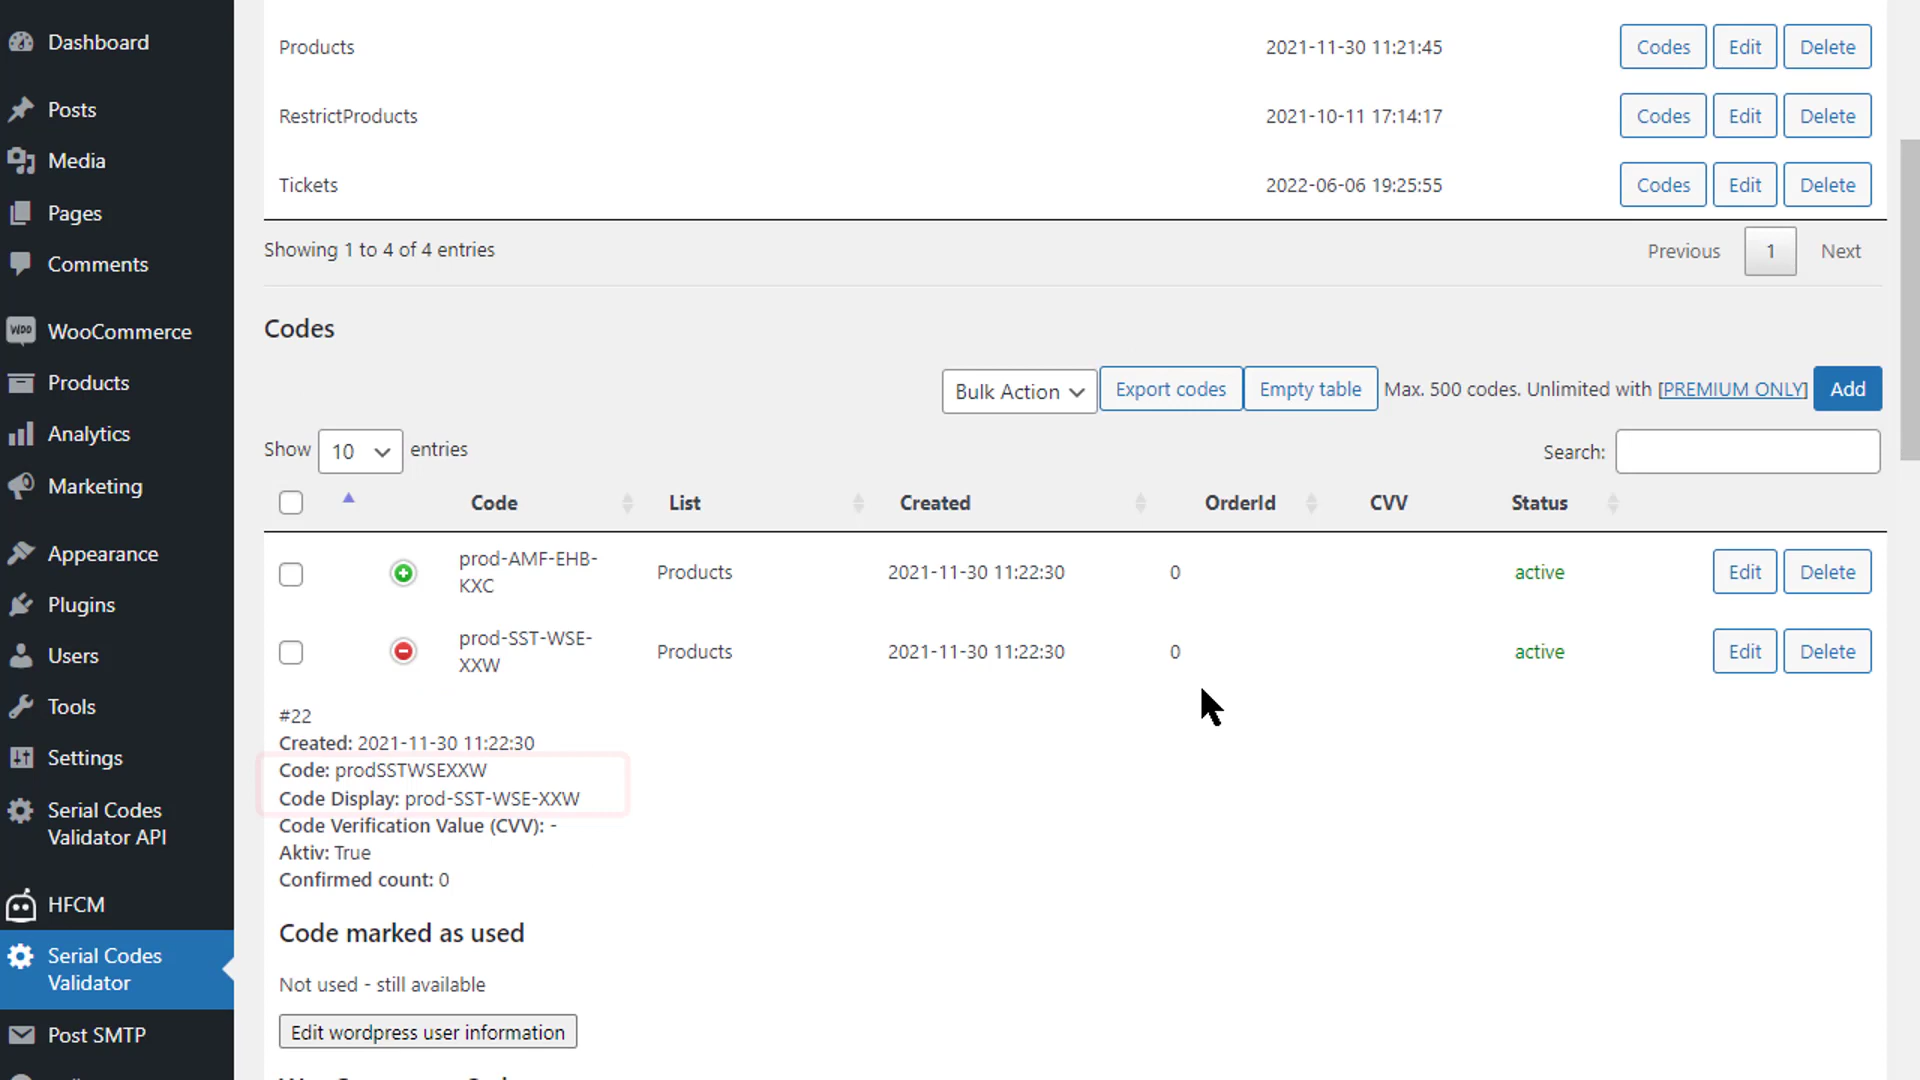 Dashboard
Posts
Media
Pages
Comments
WOO WooCommerce
Products
Analytics
Marketing
Appearance
Plugins
Users
Tools
Settings
Serial Codes
Validator API
HFCM
Serial Codes
Validator
Post SMTP
Products 2021-11-30 11:21:45 Codes Edit Delete
RestrictProducts 2021-10-11 17:14:17 Codes Edit Delete
Tickets 2022-06-06 19:25:55 Codes Edit Delete
Showing 1 to 4 of 4 entries Previous 1 Next
Codes
Bulk Action Export codes Empty table Max. 500 codes. Unlimited with [PREMIUM ONLY] Add
Show 10 entries Search:
Code List Created OrderId CVV Status
prod-AMF-EHB-
KXC Products 2021-11-30 11:22:30 0 active Edit Delete
prod-SST-WSE-
XXW Products 2021-11-30 11:22:30 0 active Edit Delete
#22
Created: 2021-11-30 11:22:30
Code: prodSSTWSEXXW
Code Display: prod-SST-WSE-XXW
Code Verification Value (CVV): -
Aktiv: True
Confirmed count: 0
Code marked as used
Not used - still available
Edit wordpress user information